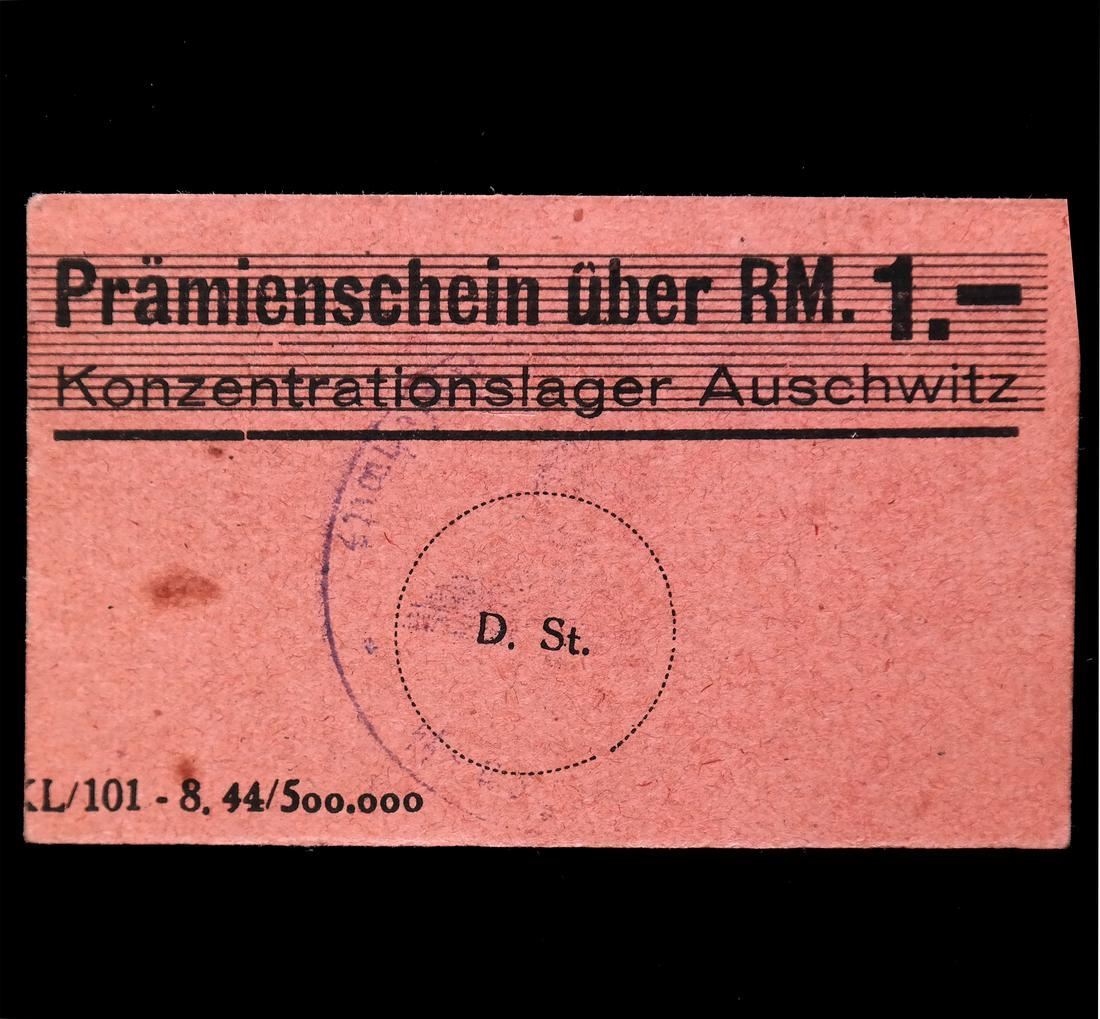 Prämienschein über RM. 1.-
Konzentrationslager Auschwitz
D. St.
KL/101 - 8. 44/500.000